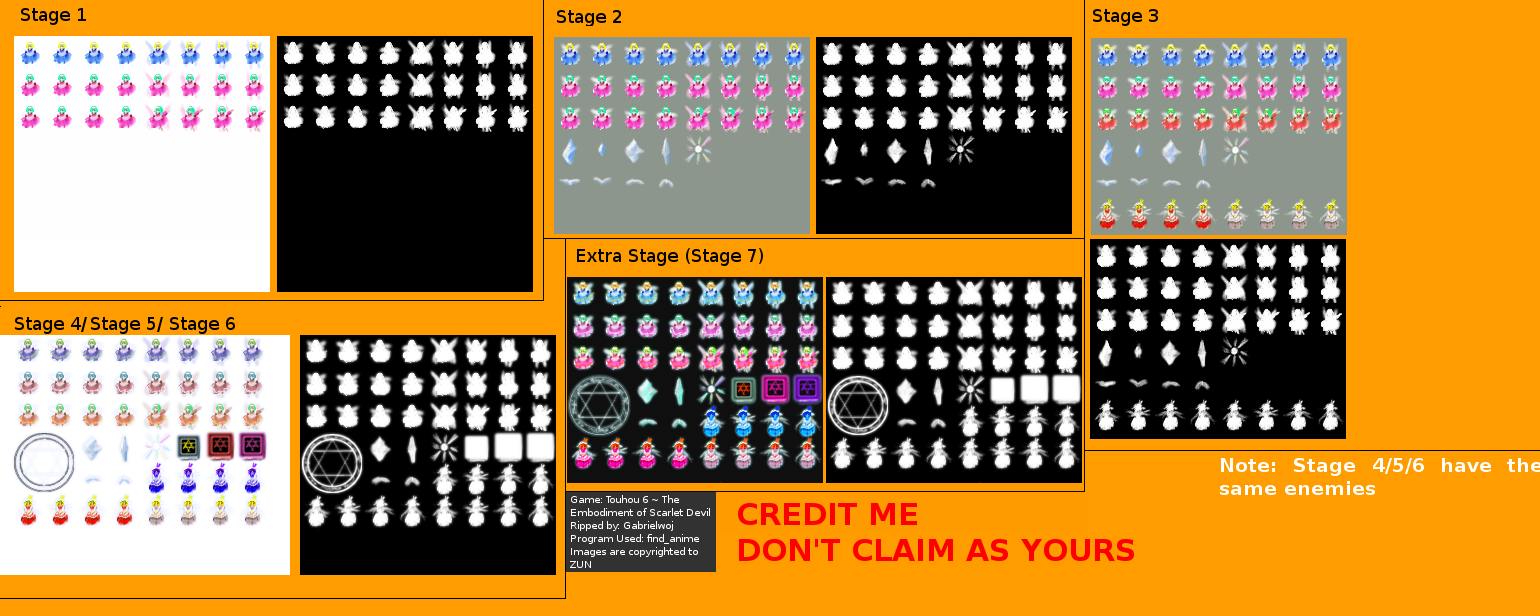 Stage 1
Stage 2
Stage 3
Extra Stage (Stage 7)
Stage 4/Stage 5/ Stage 6
Note: Stage 4/5/6 have the
same enemies
Game: Touhou 6 ~ The
Embodiment of Scarlet Devil
Ripped by: Gabrielwoj
Program Used: find_anime
Images are copyrighted to
ZUN
CREDIT ME
DON'T CLAIM AS YOURS